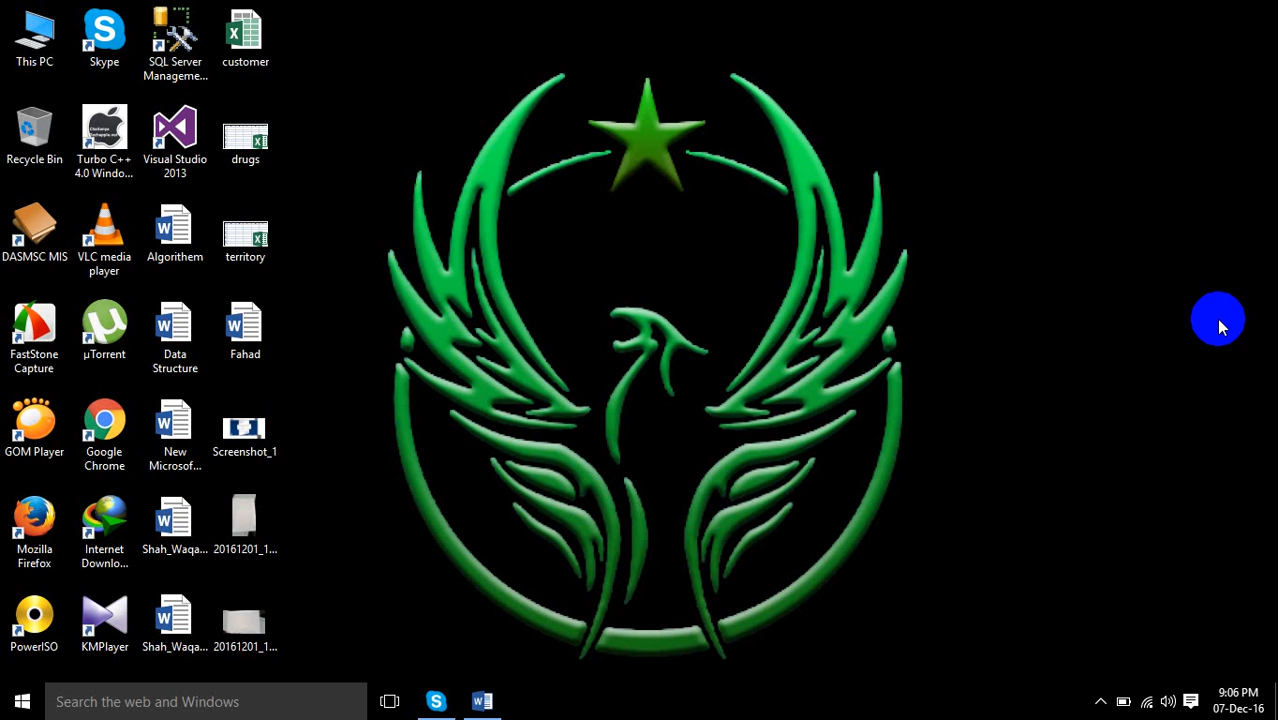 This PC
Skype
SQL Server
Manageme...
customer
Recycle Bin
Turbo C++
4.0 Windo...
Visual Studio
2013
drugs
DASMSC MIS
VLC media
player
Algorithem
territory
FastStone
Capture
µTorrent
Data
Structure
Fahad
GOM Player
Google
Chrome
New
Microsof...
Screenshot_1
Mozilla
Firefox
Internet
Downlo...
Shah_Waqa...
20161201_1...
PowerISO
KMPlayer
Shah_Waqa...
20161201_1...
Search the web and Windows
9:06 PM
07-Dec-16